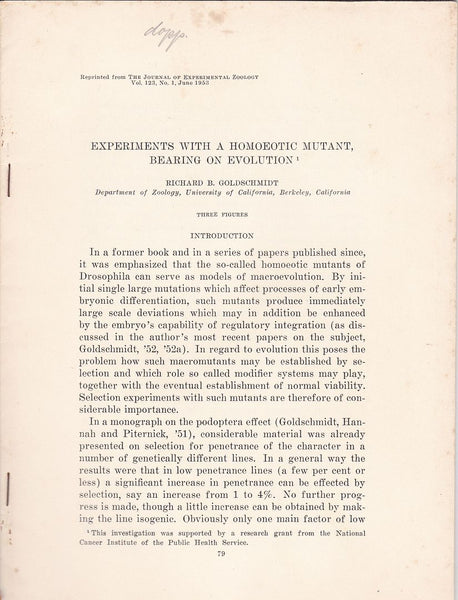 dopp.
Reprinted from THE JOURNAL OF EXPERIMENTAL ZOOLOGY
Vol. 123, No. 1, June 1953
EXPERIMENTS WITH A HOMOEOTIC MUTANT,
BEARING ON EVOLUTION ¹
RICHARD B. GOLDSCHMIDT
Department of Zoology, University of California, Berkeley, California
THREE FIGURES
INTRODUCTION
In a former book and in a series of papers published since,
it was emphasized that the so-called homoeotic mutants of
Drosophila can serve as models of macroevolution. By ini-
tial single large mutations which affect processes of early em-
bryonic differentiation, such mutants produce immediately
large scale deviations which may in addition be enhanced
by the embryo's capability of regulatory integration (as dis-
cussed in the author's most recent papers on the subject,
Goldschmidt, '52, '52a). In regard to evolution this poses the
problem how such macromutants may be established by se-
lection and which role so called modifier systems may play,
together with the eventual establishment of normal viability.
Selection experiments with such mutants are therefore of con-
siderable importance.
In a monograph on the podoptera effect (Goldschmidt, Han-
nah and Piternick, '51), considerable material was already
presented on selection for penetrance of the character in a
number of genetically different lines. In a general way the
results were that in low penetrance lines (a few per cent or
less) a significant increase in penetrance can be effected by
selection, say an increase from 1 to 4%. No further prog-
ress is made, though a little increase can be obtained by mak-
ing the line isogenic. Obviously only one main factor of low
¹ This investigation was supported by a research grant from the National
Cancer Institute of the Public Health Service.
79